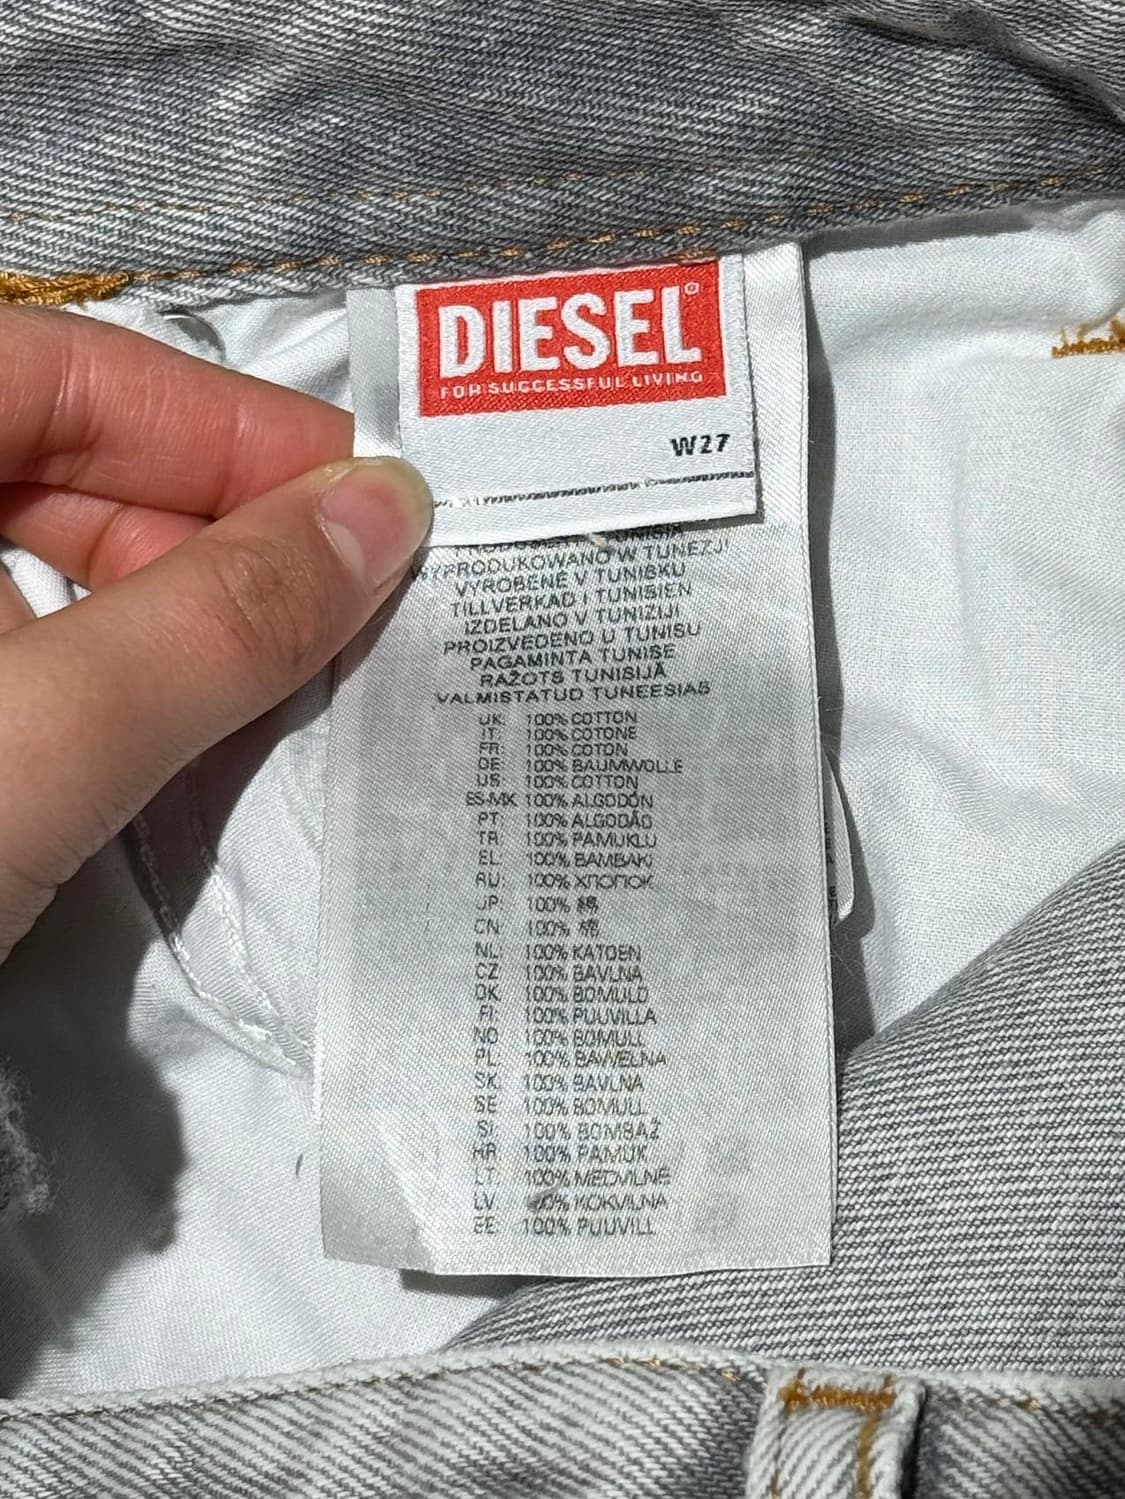 DIESEL
FOR SUCCESSFUL LIVING
W27
WYPRODUKOWANO W TUNEZJI
VYROBENÉ V TUNISKU
TILLVERKAD I TUNISIEN
IZDELANO V TUNIZIJI
PROIZVEDENO U TUNISU
PAGAMINTA TUNISE
RAŽOTS TUNISIJĀ
VALMISTATUD TUNEESIAS
UK: 100% COTTON
IT: 100% COTONE
FR: 100% COTON
DE: 100% BAUMWOLLE
US: 100% COTTON
ES-MX 100% ALGODÓN
PT: 100% ALGODÃO
TR: 100% PAMUKLU
EL: 100% ΒΑΜΒΑΚΙ
RU: 100% ХЛОПОК
JP: 100% 綿
CN: 100% 棉
NL: 100% KATOEN
CZ 100% BAVLNA
DK 100% BOMULD
FI: 100% PUUVILLA
NO 100% BOMULL
PL: 100% BAWEŁNA
SK: 100% BAVLNA
SE 100% BOMULL
SI: 100% BOMBAŽ
HR 100% PAMUK
LT: 100% MEDVILNĖ
LV: 100% KOKVILNA
EE: 100% PUUVILL